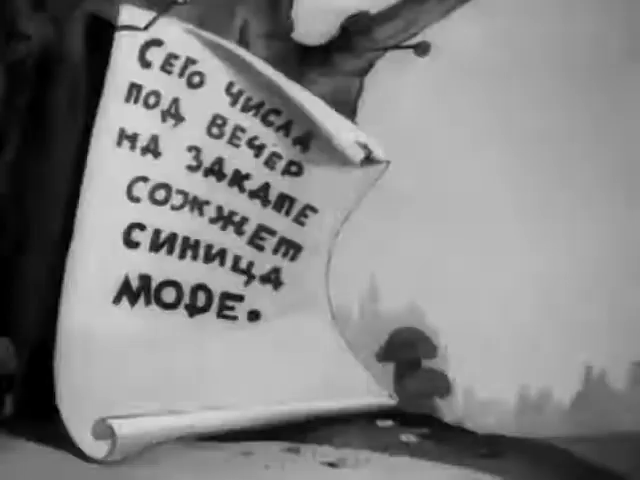 СЕГО ЧИСЛА
ПОД ВЕЧЕР
НА ЗАКАТЕ
СОЖЖЕТ
СИНИЦА
МОРЕ.